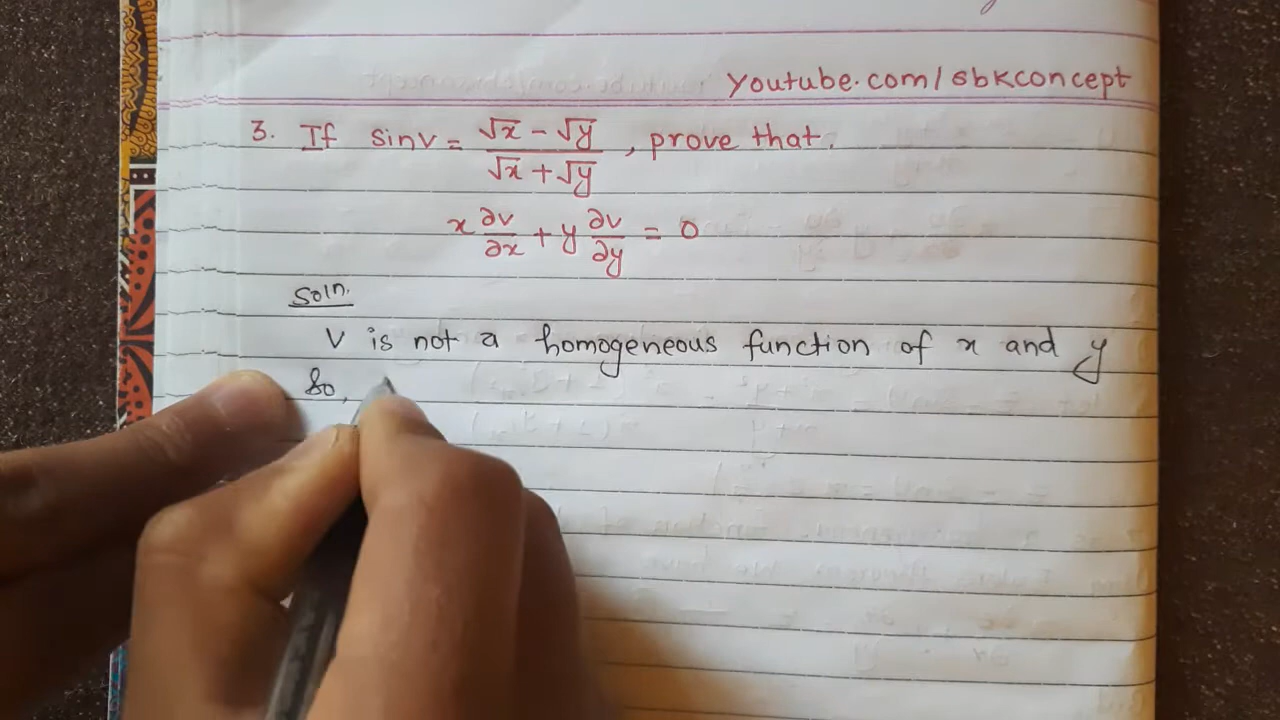 youtube.com/sbkconcept
3. If sinv = √x - √y / √x + √y , prove that.
x ∂v/∂x + y ∂v/∂y = 0
Soln.
V is not a homogeneous function of x and y
So,